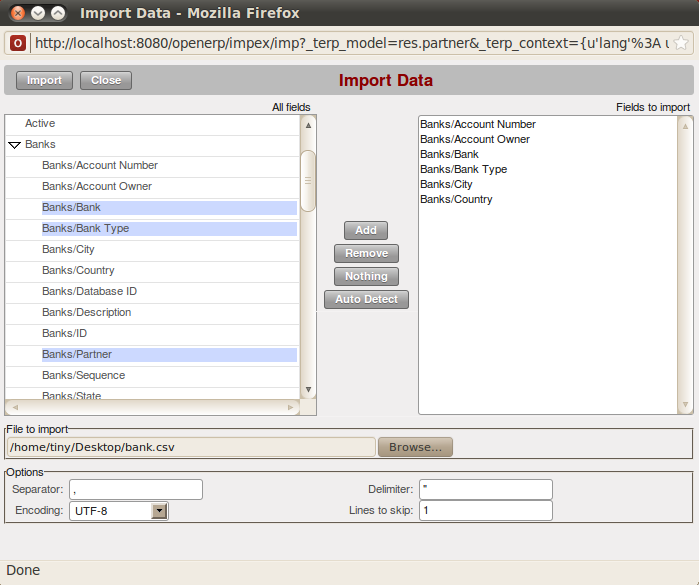 Import Data - Mozilla Firefox
http://localhost:8080/openerp/impex/imp?_terp_model=res.partner&_terp_context={u'lang'%3A u
Import Close Import Data
All fields
Active
Banks
Banks/Account Number
Banks/Account Owner
Banks/Bank
Banks/Bank Type
Banks/City
Banks/Country
Banks/Database ID
Banks/Description
Banks/ID
Banks/Partner
Banks/Sequence
Banks/State
Add
Remove
Nothing
Auto Detect
Fields to import
Banks/Account Number
Banks/Account Owner
Banks/Bank
Banks/Bank Type
Banks/City
Banks/Country
File to import
/home/tiny/Desktop/bank.csv Browse...
Options
Separator: , Delimiter: "
Encoding: UTF-8 Lines to skip: 1
Done